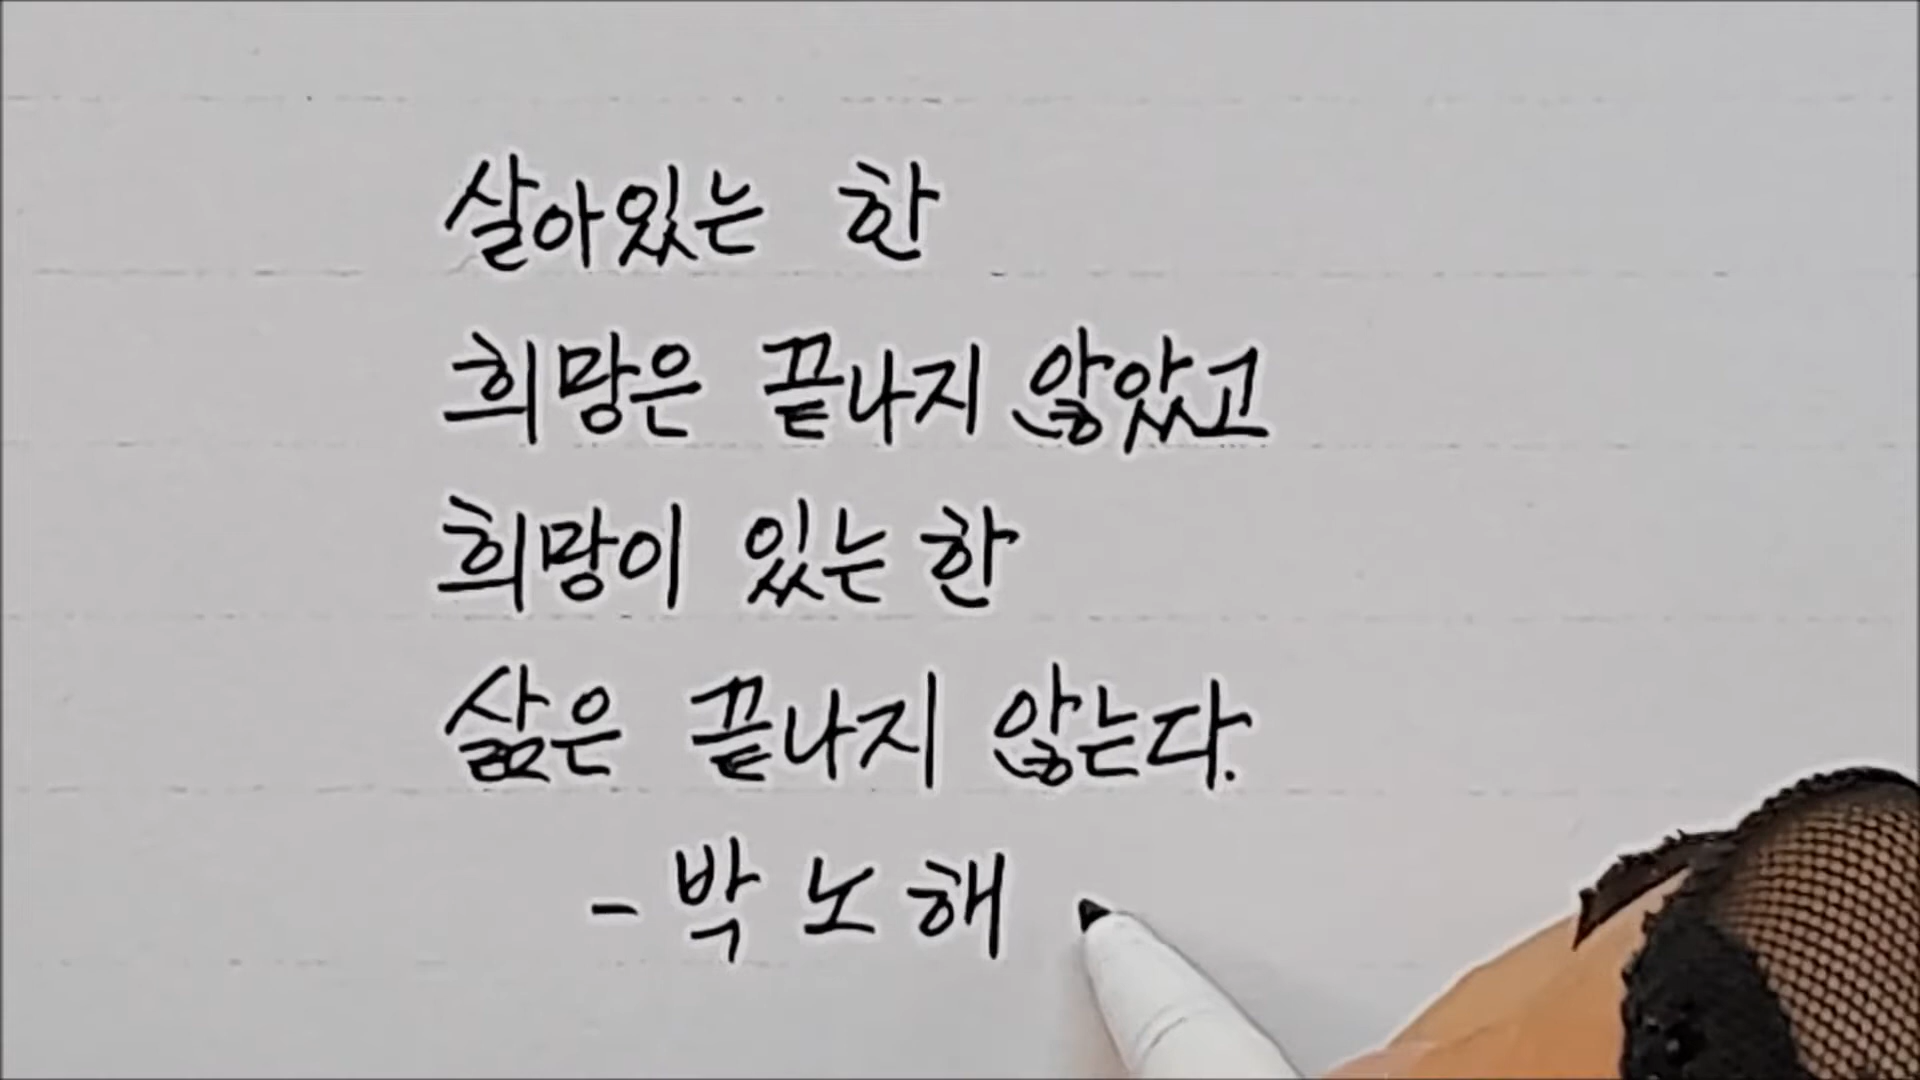 살아있는 한
희망은 끝나지 않았고
희망이 있는 한
삶은 끝나지 않는다.
- 박노해